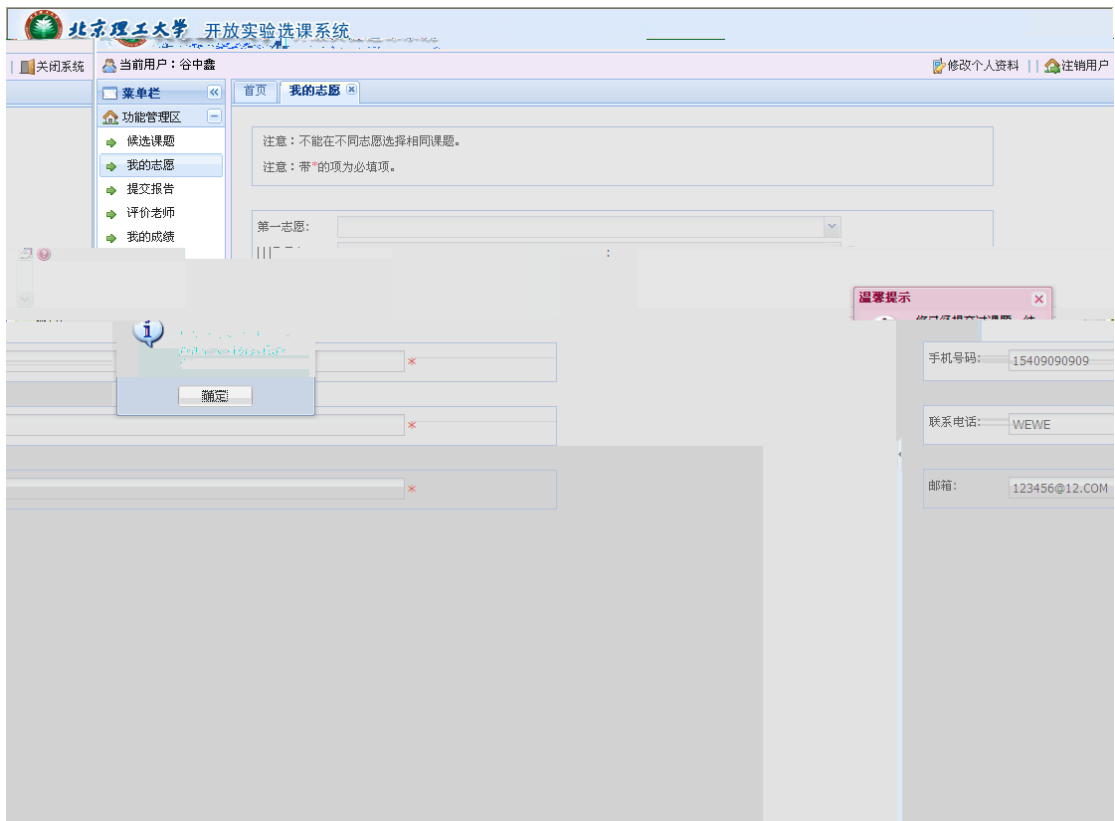 北京理工大学 开放实验选课系统
关闭系统 当前用户：谷中鑫 修改个人资料 注销用户
菜单栏 首页 我的志愿
功能管理区
候选课题
我的志愿
提交报告
评价老师
我的成绩
注意：不能在不同志愿选择相同课题。
注意：带*的项为必填项。
第一志愿:
温馨提示
确定
*
手机号码: 15409090909
*
联系电话: WEWE
*
邮箱: 123456@12.COM